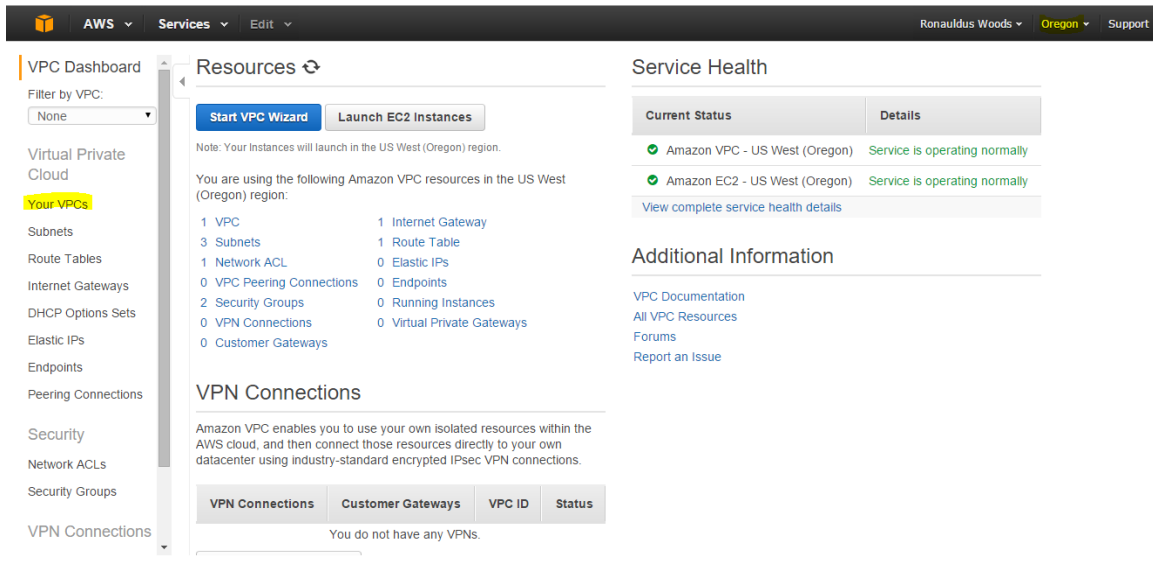 AWS Services Edit Ronauldus Woods Oregon Support
VPC Dashboard
Filter by VPC:
None
Virtual Private
Cloud
Your VPCs
Subnets
Route Tables
Internet Gateways
DHCP Options Sets
Elastic IPs
Endpoints
Peering Connections
Security
Network ACLs
Security Groups
VPN Connections
Resources
Start VPC Wizard Launch EC2 Instances
Note: Your Instances will launch in the US West (Oregon) region.
You are using the following Amazon VPC resources in the US West
(Oregon) region:
1 VPC 1 Internet Gateway
3 Subnets 1 Route Table
1 Network ACL 0 Elastic IPs
0 VPC Peering Connections 0 Endpoints
2 Security Groups 0 Running Instances
0 VPN Connections 0 Virtual Private Gateways
0 Customer Gateways
VPN Connections
Amazon VPC enables you to use your own isolated resources within the
AWS cloud, and then connect those resources directly to your own
datacenter using industry-standard encrypted IPsec VPN connections.
VPN Connections Customer Gateways VPC ID Status
You do not have any VPNs.
Service Health
Current Status Details
Amazon VPC - US West (Oregon) Service is operating normally
Amazon EC2 - US West (Oregon) Service is operating normally
View complete service health details
Additional Information
VPC Documentation
All VPC Resources
Forums
Report an Issue